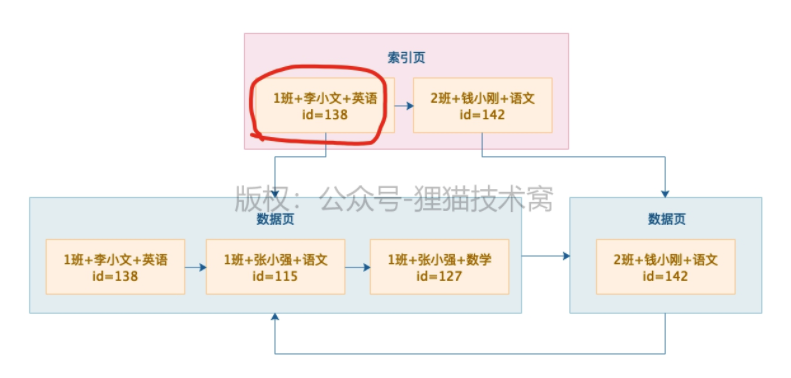 索引页
1班+李小文+英语
id=138
2班+钱小刚+语文
id=142
版权：公众号-狸猫技术窝
数据页
1班+李小文+英语
id=138
1班+张小强+语文
id=115
1班+张小强+数学
id=127
数据页
2班+钱小刚+语文
id=142